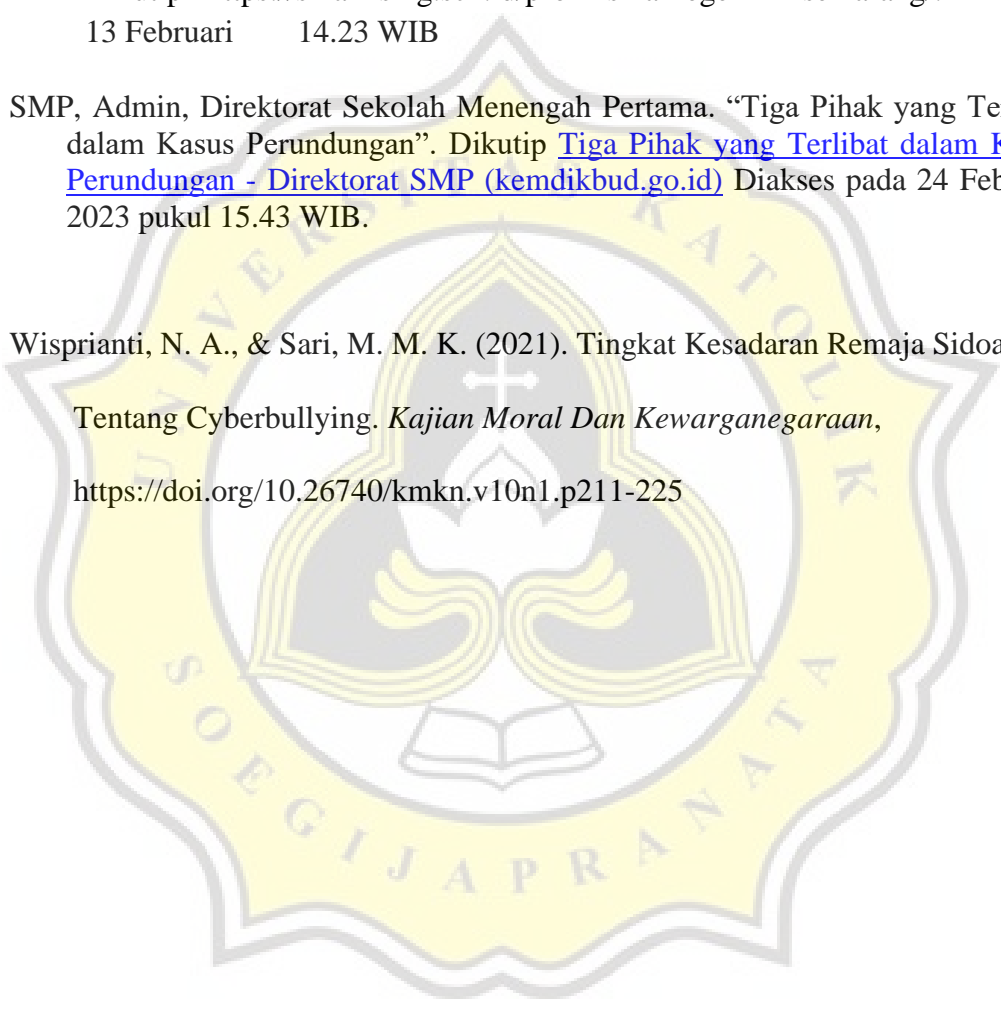 13 Februari 14.23 WIB
SMP, Admin, Direktorat Sekolah Menengah Pertama. “Tiga Pihak yang
dalam Kasus Perundungan”. Dikutip Tiga Pihak yang Terlibat dalam
Perundungan - Direktorat SMP (kemdikbud.go.id) Diakses pada 24
2023 pukul 15.43 WIB.
Wisprianti, N. A., & Sari, M. M. K. (2021). Tingkat Kesadaran Remaja
Tentang Cyberbullying. Kajian Moral Dan Kewarganegaraan,
https://doi.org/10.26740/kmkn.v10n1.p211-225
UNIVERSITAS KATOLIK
SOEGIJAPRANATA